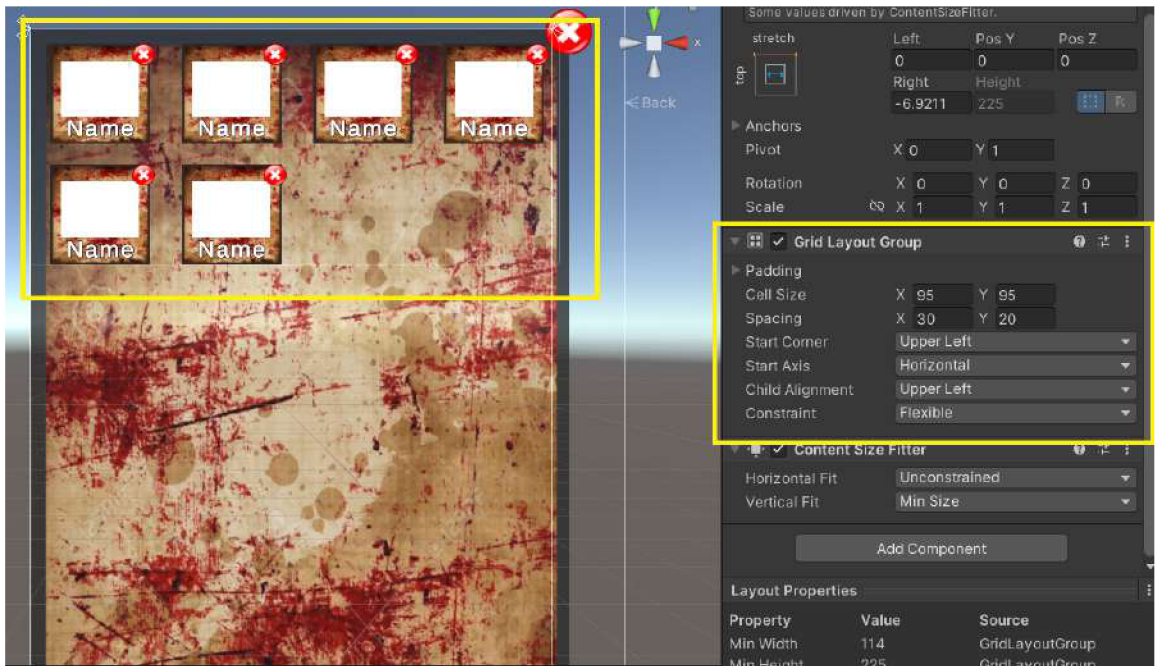 Some values driven by ContentSizeFitter.
stretch Left Pos Y Pos Z
top 0 0 0
Right Height
-6.9211 225 R
Anchors
Pivot X 0 Y 1
Rotation X 0 Y 0 Z 0
Scale X 1 Y 1 Z 1
Grid Layout Group
Padding
Cell Size X 95 Y 95
Spacing X 30 Y 20
Start Corner Upper Left
Start Axis Horizontal
Child Alignment Upper Left
Constraint Flexible
Content Size Fitter
Horizontal Fit Unconstrained
Vertical Fit Min Size
Add Component
Layout Properties
Property Value Source
Min Width 114 GridLayoutGroup
Min Height 225 GridLayoutGroup
Name Name Name Name
Name Name
x
Back